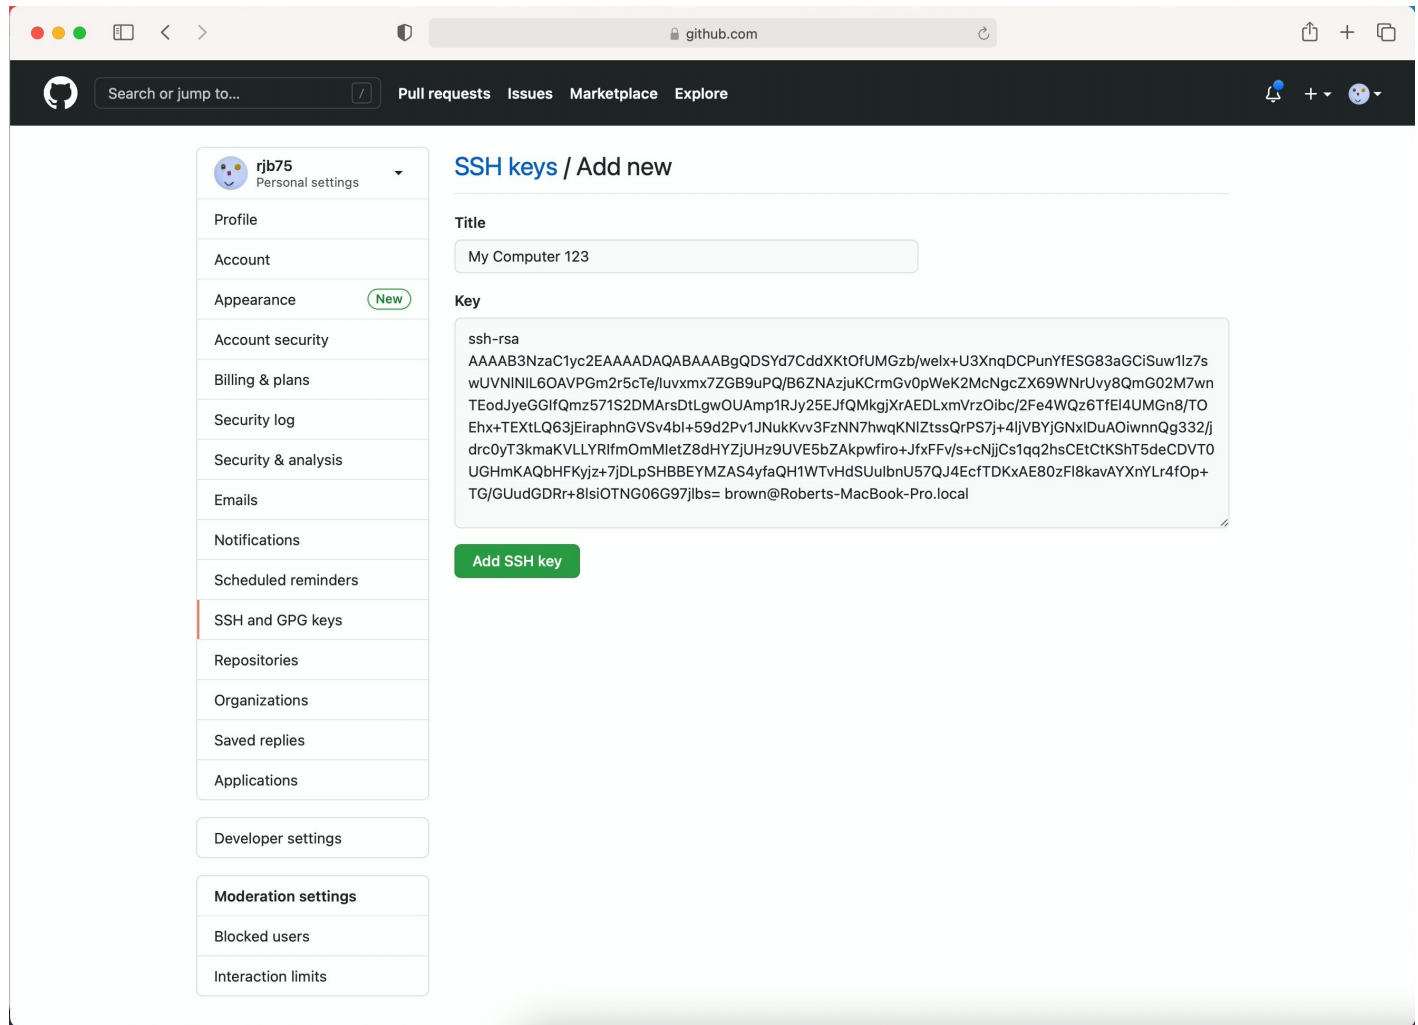 github.com
Search or jump to...
/
Pull requests Issues Marketplace Explore
rjb75
Personal settings
Profile
Account
Appearance New
Account security
Billing & plans
Security log
Security & analysis
Emails
Notifications
Scheduled reminders
SSH and GPG keys
Repositories
Organizations
Saved replies
Applications
Developer settings
Moderation settings
Blocked users
Interaction limits
SSH keys / Add new
Title
My Computer 123
Key
ssh-rsa
AAAAB3NzaC1yc2EAAAADAQABAAABgQDSYd7CddXKtOfUMGzb/welx+U3XnqDCPunYfESG83aGCiSuw1lz7s
wUVNlNIL6OAVPGm2r5cTe/luvxmx7ZGB9uPQ/B6ZNAzjuKCrmGv0pWeK2McNgcZX69WNrUvy8QmG02M7wn
TEodJyeGGlfQmz571S2DMArsDtLgwOUAmp1RJy25EJfQMkgjXrAEDLxmVrzOibc/2Fe4WQz6TfEl4UMGn8/TO
Ehx+TEXtLQ63jEiraphnGVSv4bI+59d2Pv1JNukKvv3FzNN7hwqKNlZtssQrPS7j+4ljVBYjGNxlDuAOiwnnQg332/j
drc0yT3kmaKVLLYRIfmOmMletZ8dHYZjUHz9UVE5bZAkpwfiro+JfxFFv/s+cNjjCs1qq2hsCEtCtKShT5deCDVT0
UGHmKAQbHFKyjz+7jDLpSHBBEYMZAS4yfaQH1WTvHdSUulbnU57QJ4EcfTDKxAE80zFl8kavAYXnYLr4fOp+
TG/GUudGDRr+8lsiOTNG06G97jlbs= brown@Roberts-MacBook-Pro.local
Add SSH key